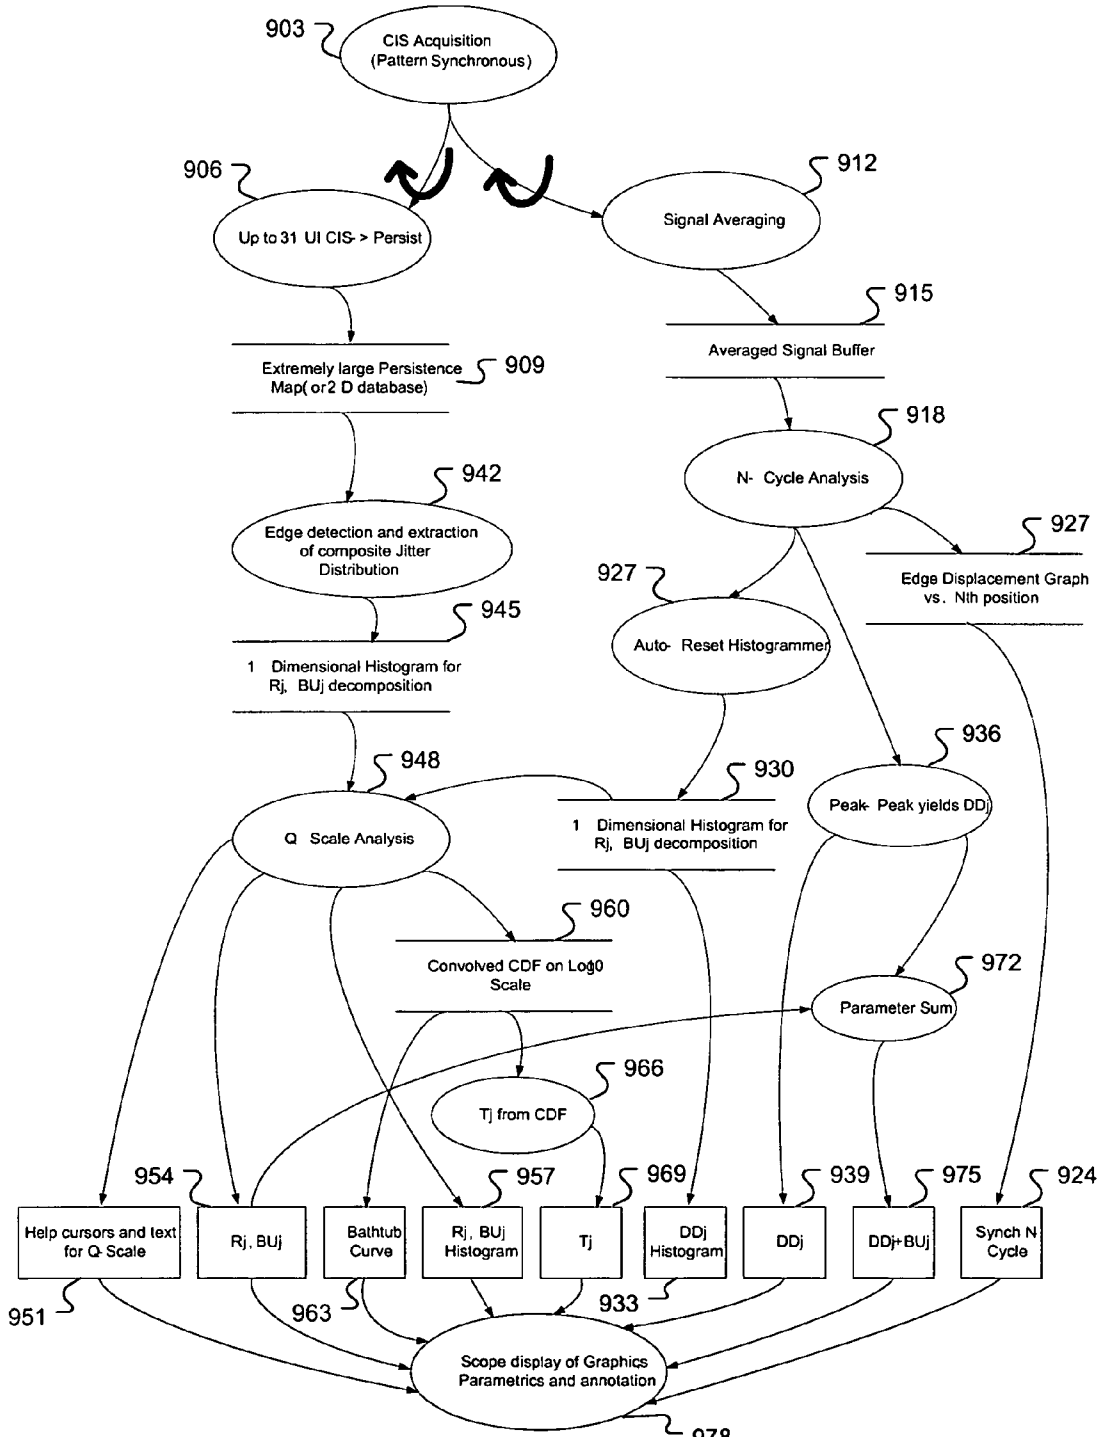 903
CIS Acquisition
(Pattern Synchronous)
906
912
Up to 31 UI CIS- > Persist
Signal Averaging
915
Averaged Signal Buffer
Extremely large Persistence
Map( or2 D database)
909
918
N- Cycle Analysis
942
Edge detection and extraction
of composite Jitter
Distribution
927
Edge Displacement Graph
vs. Nth position
927
Auto- Reset Histogrammer
945
1 Dimensional Histogram for
Rj, BUj decomposition
948
Q Scale Analysis
930
1 Dimensional Histogram for
Rj, BUj decomposition
936
Peak- Peak yields DDj
960
Convolved CDF on Log10
Scale
972
Parameter Sum
966
Tj from CDF
954
957
969
939
975
924
Help cursors and text
for Q- Scale
Rj, BUj
Bathtub
Curve
Rj, BUj
Histogram
Tj
DDj
Histogram
DDj
DDj+BUj
Synch N
Cycle
951
963
933
Scope display of Graphics
Parametrics and annotation
978